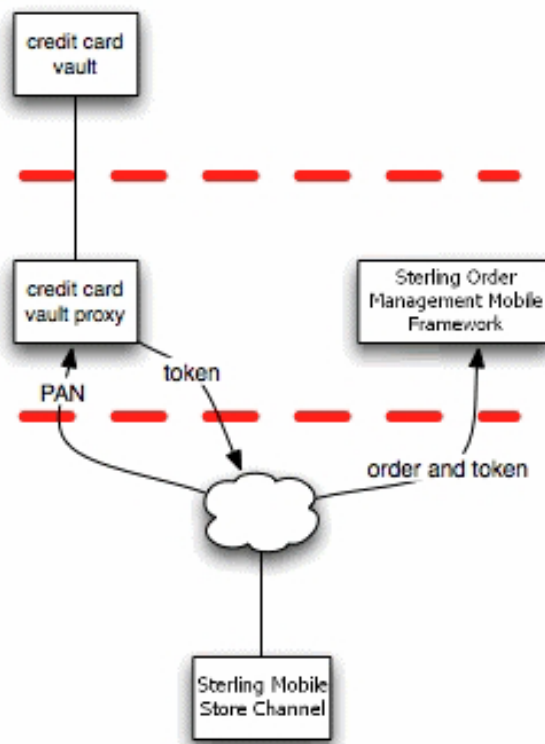 credit card
vault
credit card
vault proxy
Sterling Order
Management Mobile
Framework
PAN
token
order and token
Sterling Mobile
Store Channel